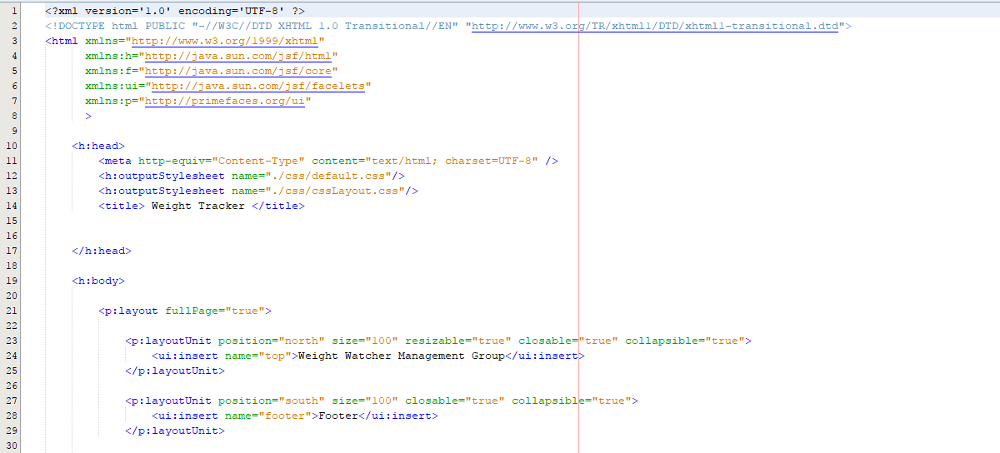 1 <?xml version='1.0' encoding='UTF-8' ?>
2 <!DOCTYPE html PUBLIC "-//W3C//DTD XHTML 1.0 Transitional//EN" "http://www.w3.org/TR/xhtml1/DTD/xhtml1-transitional.dtd">
3 <html xmlns="http://www.w3.org/1999/xhtml"
4 xmlns:h="http://java.sun.com/jsf/html"
5 xmlns:f="http://java.sun.com/jsf/core"
6 xmlns:ui="http://java.sun.com/jsf/facelets"
7 xmlns:p="http://primefaces.org/ui"
8 >
9
10 <h:head>
11 <meta http-equiv="Content-Type" content="text/html; charset=UTF-8" />
12 <h:outputStylesheet name="./css/default.css"/>
13 <h:outputStylesheet name="./css/cssLayout.css"/>
14 <title> Weight Tracker </title>
15
16
17 </h:head>
18
19 <h:body>
20
21 <p:layout fullPage="true">
22
23 <p:layoutUnit position="north" size="100" resizable="true" closable="true" collapsible="true">
24 <ui:insert name="top">Weight Watcher Management Group</ui:insert>
25 </p:layoutUnit>
26
27 <p:layoutUnit position="south" size="100" closable="true" collapsible="true">
28 <ui:insert name="footer">Footer</ui:insert>
29 </p:layoutUnit>
30